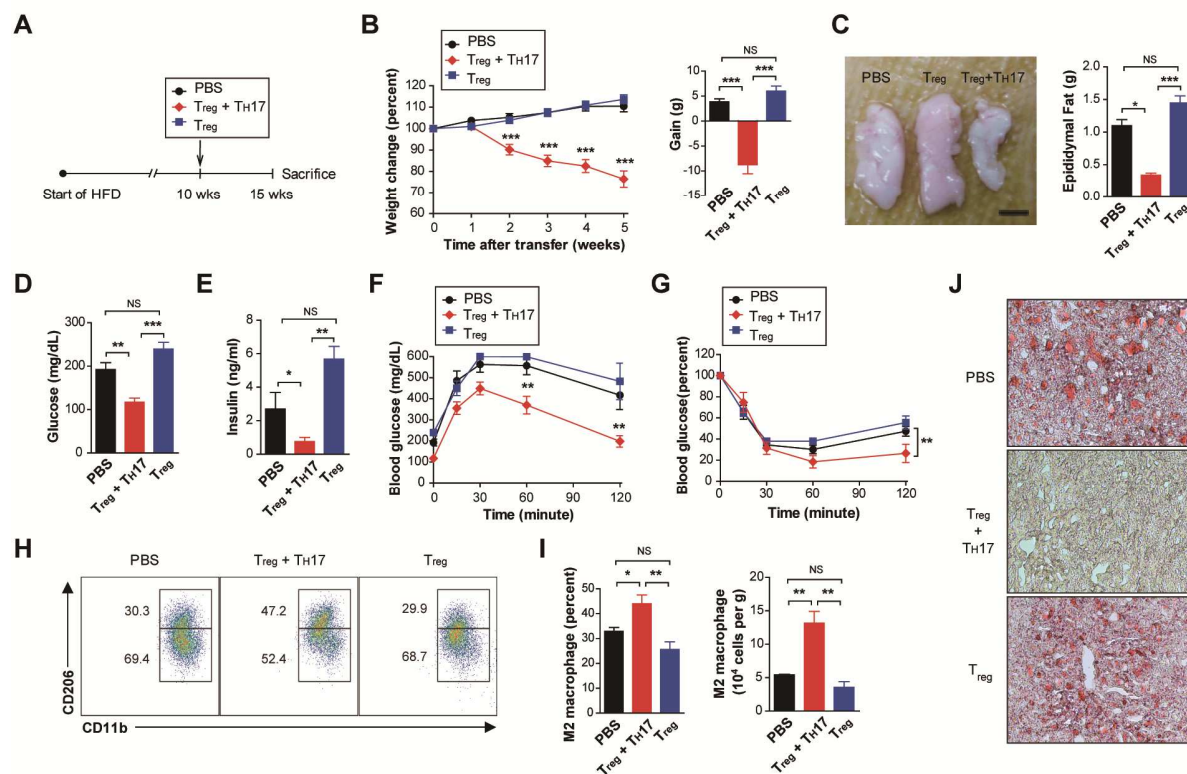 A
PBS
Treg + TH17
Treg
Start of HFD
10 wks
15 wks
Sacrifice
B
PBS
Treg + TH17
Treg
Weight change (percent)
120
110
100
90
80
70
60
0 1 2 3 4 5
Time after transfer (weeks)
*** *** *** ***
NS
*** ***
Gain (g)
10
5
0
-5
-10
-15
PBS
Treg + TH17
Treg
C
PBS Treg Treg+TH17
NS
* ***
Epididymal Fat (g)
2.0
1.5
1.0
0.5
0.0
PBS
Treg + TH17
Treg
D
NS
** ***
Glucose (mg/dL)
300
200
100
0
PBS
Treg + TH17
Treg
E
NS
* **
Insulin (ng/ml)
8
6
4
2
0
PBS
Treg + TH17
Treg
F
PBS
Treg + TH17
Treg
Blood glucose (mg/dL)
600
500
400
300
200
100
0
0 30 60 90 120
Time (minute)
**
**
G
PBS
Treg + TH17
Treg
Blood glucose(percent)
120
100
80
60
40
20
0
0 30 60 90 120
Time (minute)
**
H
PBS Treg + TH17 Treg
30.3 47.2 29.9
69.4 52.4 68.7
CD206
CD11b
I
NS
* **
M2 macrophage (percent)
50
40
30
20
10
0
PBS
Treg + TH17
Treg
NS
** **
M2 macrophage
(10⁴ cells per g)
20
15
10
5
0
PBS
Treg + TH17
Treg
J
PBS
Treg
+
TH17
Treg